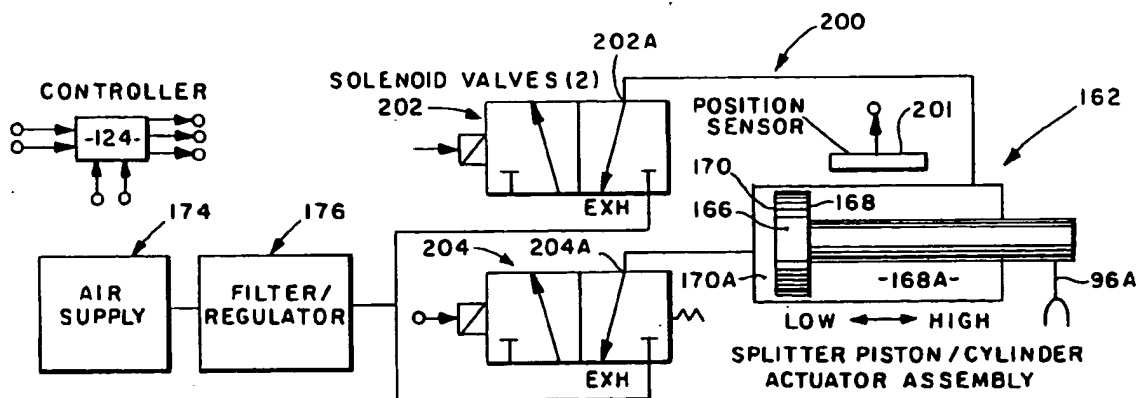 202A
200
SOLENOID VALVES (2)
CONTROLLER
202
POSITION
SENSOR
201
162
-124-
170
168
EXH
166
174
176
204
204A
170A
-168A-
96A
AIR
SUPPLY
FILTER/
REGULATOR
LOW
HIGH
EXH
SPLITTER PISTON/CYLINDER
ACTUATOR ASSEMBLY